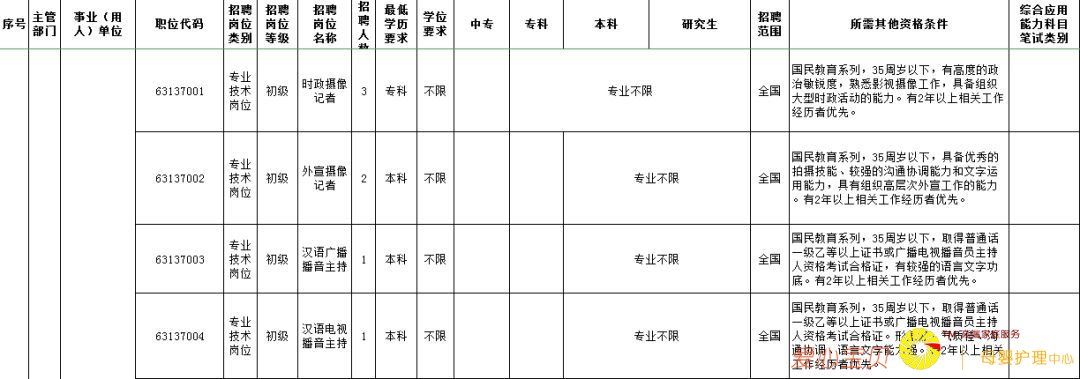 序号
主管
部门
事业（用
人）单位
职位代码
招聘
岗位
类别
招聘
岗位
等级
招聘
岗位
名称
招
聘
人
最低
学历
要求
学位
要求
中专
专科
本科
研究生
招聘
范围
所需其他资格条件
综合应用
能力科目
笔试类别
63137001
专业
技术
岗位
初级
时政摄像
记者
3
专科
不限
专业不限
全国
国民教育系列，35周岁以下，有高度的政
治敏锐度，熟悉影视摄像工作，具备组织
大型时政活动的能力。有2年以上相关工作
经历者优先。
63137002
专业
技术
岗位
初级
外宣摄像
记者
2
本科
不限
专业不限
全国
国民教育系列，35周岁以下，具备优秀的
拍摄技能、较强的沟通协调能力和文字运
用能力，具有组织高层次外宣工作的能力
。有2年以上相关工作经历者优先。
63137003
专业
技术
岗位
初级
汉语广播
播音主持
1
本科
不限
专业不限
全国
国民教育系列，35周岁以下，取得普通话
一级乙等以上证书或广播电视播音员主持
人资格考试合格证，有较强的语言文字功
底。有2年以上相关工作经历者优先。
63137004
专业
技术
岗位
初级
汉语电视
播音主持
1
本科
不限
专业不限
全国
国民教育系列，35周岁以下，取得普通话
一级乙等以上证书或广播电视播音员主持
人资格考试合格证。形
通协调、语言文字能力强。有2年以上相关
工作经历者优先。
母婴护理中心